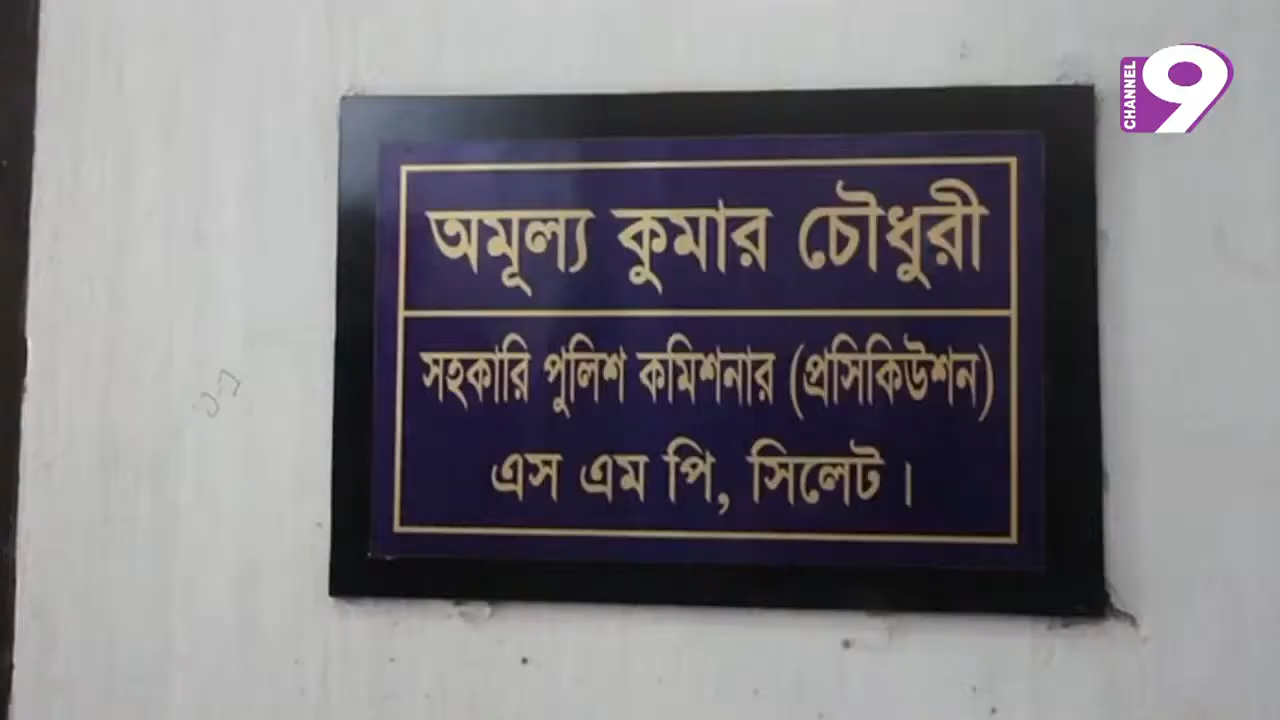 অমূল্য কুমার চৌধুরী
সহকারি পুলিশ কমিশনার (প্রসিকিউশন)
এস এম পি, সিলেট।
CHANNEL 9